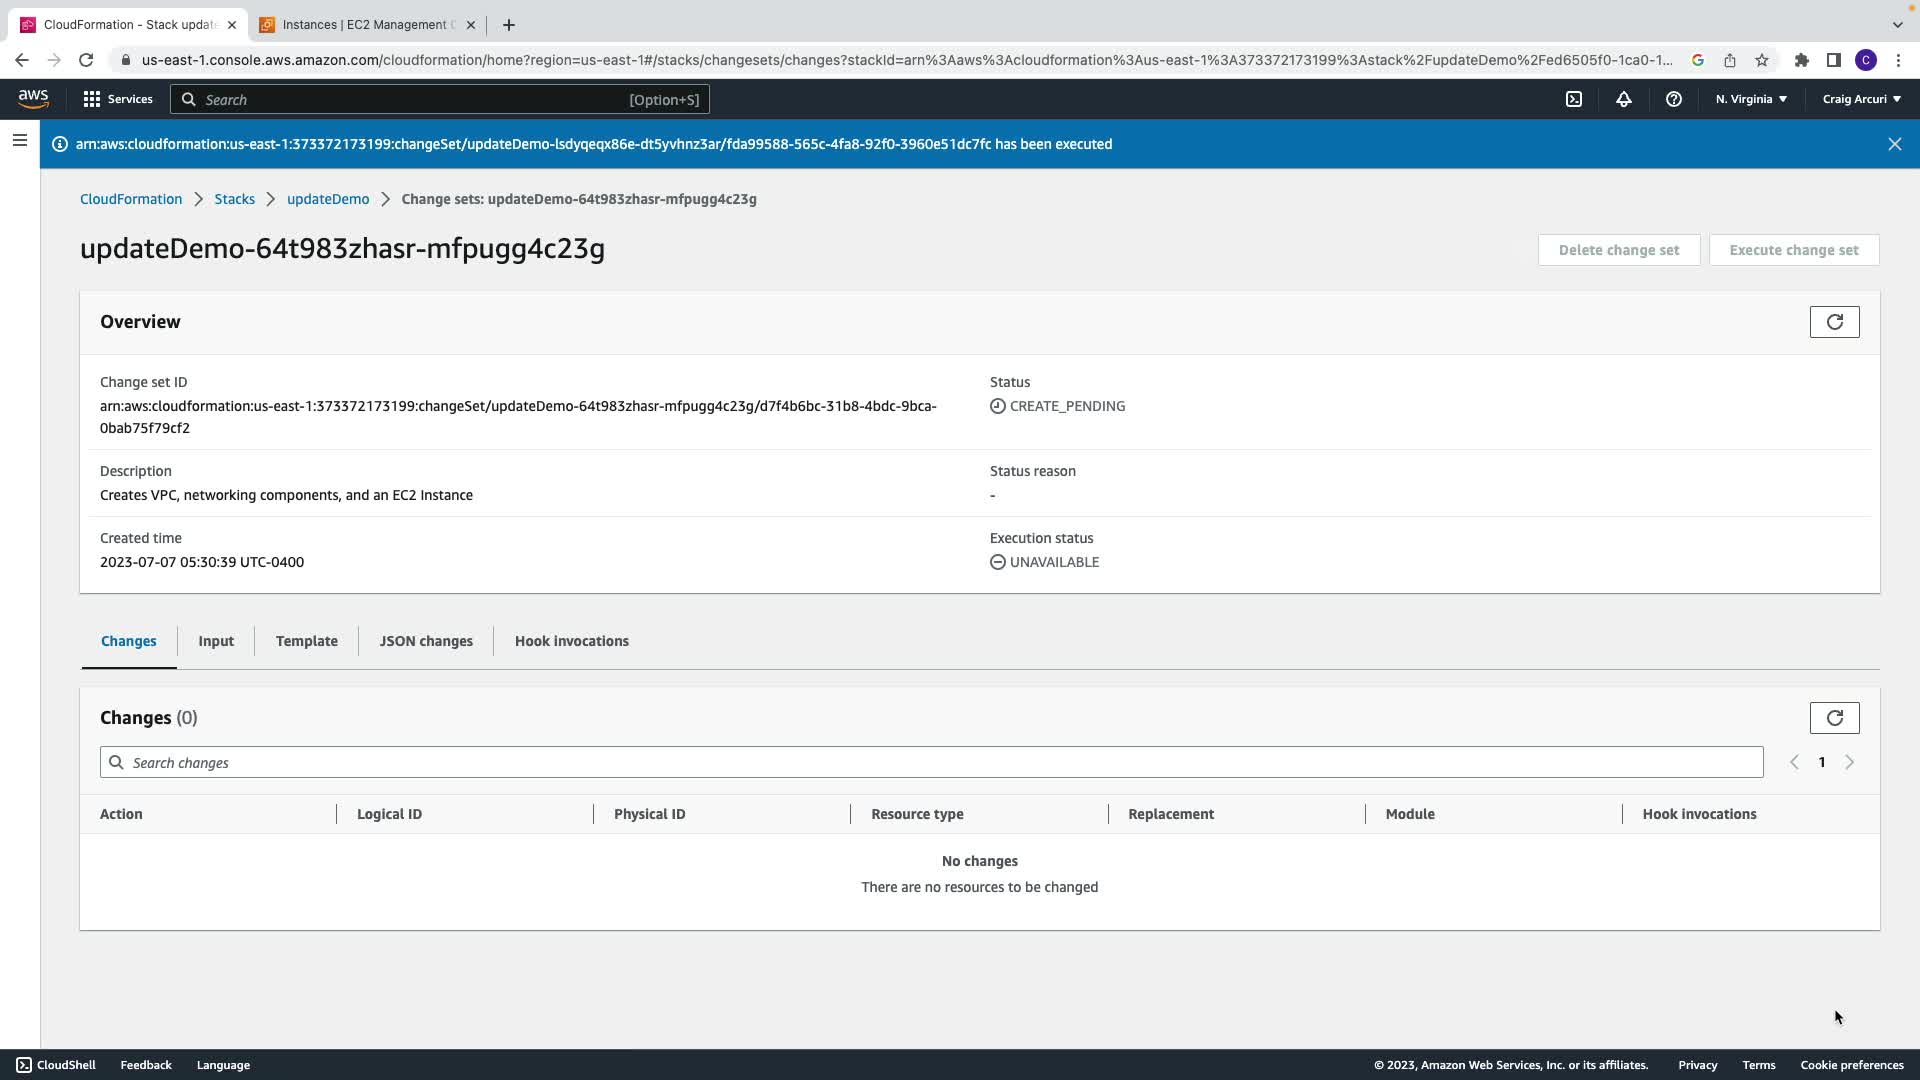 CloudFormation - Stack update
Instances | EC2 Management C
us-east-1.console.aws.amazon.com/cloudformation/home?region=us-east-1#/stacks/changesets/changes?stackId=arn%3Aaws%3Acloudformation%3Aus-east-1%3A373372173199%3Astack%2FupdateDemo%2Fed6505f0-1ca0-1...
C
aws
Services
Search
[Option+S]
N. Virginia
Craig Arcuri
arn:aws:cloudformation:us-east-1:373372173199:changeSet/updateDemo-lsdyqeqx86e-dt5yvhnz3ar/fda99588-565c-4fa8-92f0-3960e51dc7fc has been executed
CloudFormation
Stacks
updateDemo
Change sets: updateDemo-64t983zhasr-mfpugg4c23g
updateDemo-64t983zhasr-mfpugg4c23g
Delete change set
Execute change set
Overview
Change set ID
arn:aws:cloudformation:us-east-1:373372173199:changeSet/updateDemo-64t983zhasr-mfpugg4c23g/d7f4b6bc-31b8-4bdc-9bca-
0bab75f79cf2
Status
CREATE_PENDING
Description
Creates VPC, networking components, and an EC2 Instance
Status reason
-
Created time
2023-07-07 05:30:39 UTC-0400
Execution status
UNAVAILABLE
Changes
Input
Template
JSON changes
Hook invocations
Changes (0)
Search changes
1
Action
Logical ID
Physical ID
Resource type
Replacement
Module
Hook invocations
No changes
There are no resources to be changed
CloudShell
Feedback
Language
© 2023, Amazon Web Services, Inc. or its affiliates.
Privacy
Terms
Cookie preferences